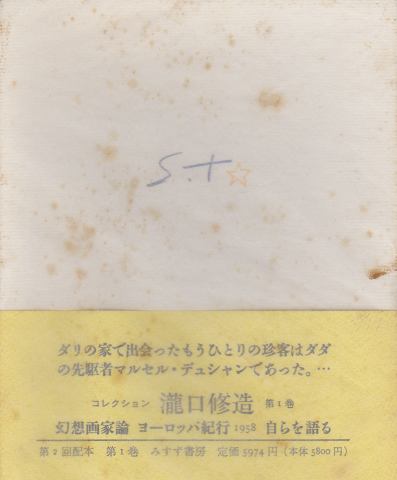 S.t
ダリの家で出会ったもうひとりの珍客はダダ
の先駆者マルセル・デュシャンであった。…
コレクション 瀧口修造 第1巻
幻想画家論 ヨーロッパ紀行1958 自らを語る
第2回配本 第1巻 みすず書房 定価5974円(本体5800円)